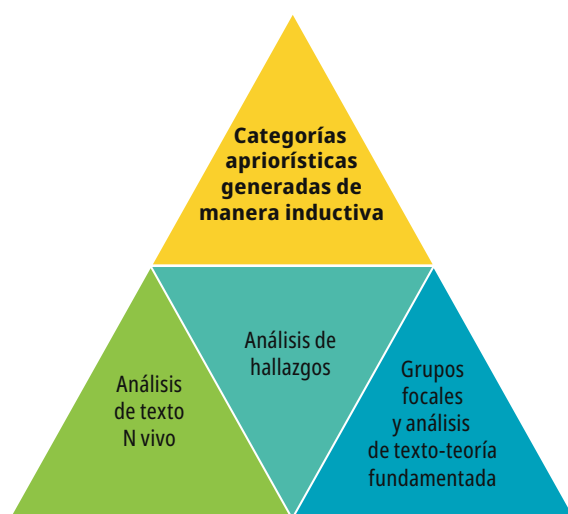 Categorías
apriorísticas
generadas de
manera inductiva
Análisis de
hallazgos
Análisis
de texto
N vivo
Grupos
focales
y análisis
de texto-teoría
fundamentada